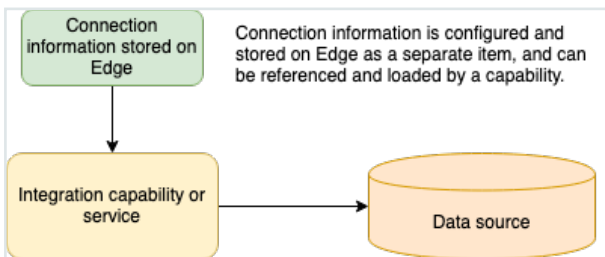 Connection
information stored on
Edge
Connection information is configured and
stored on Edge as a separate item, and can
be referenced and loaded by a capability.
Integration capability or
service
Data source